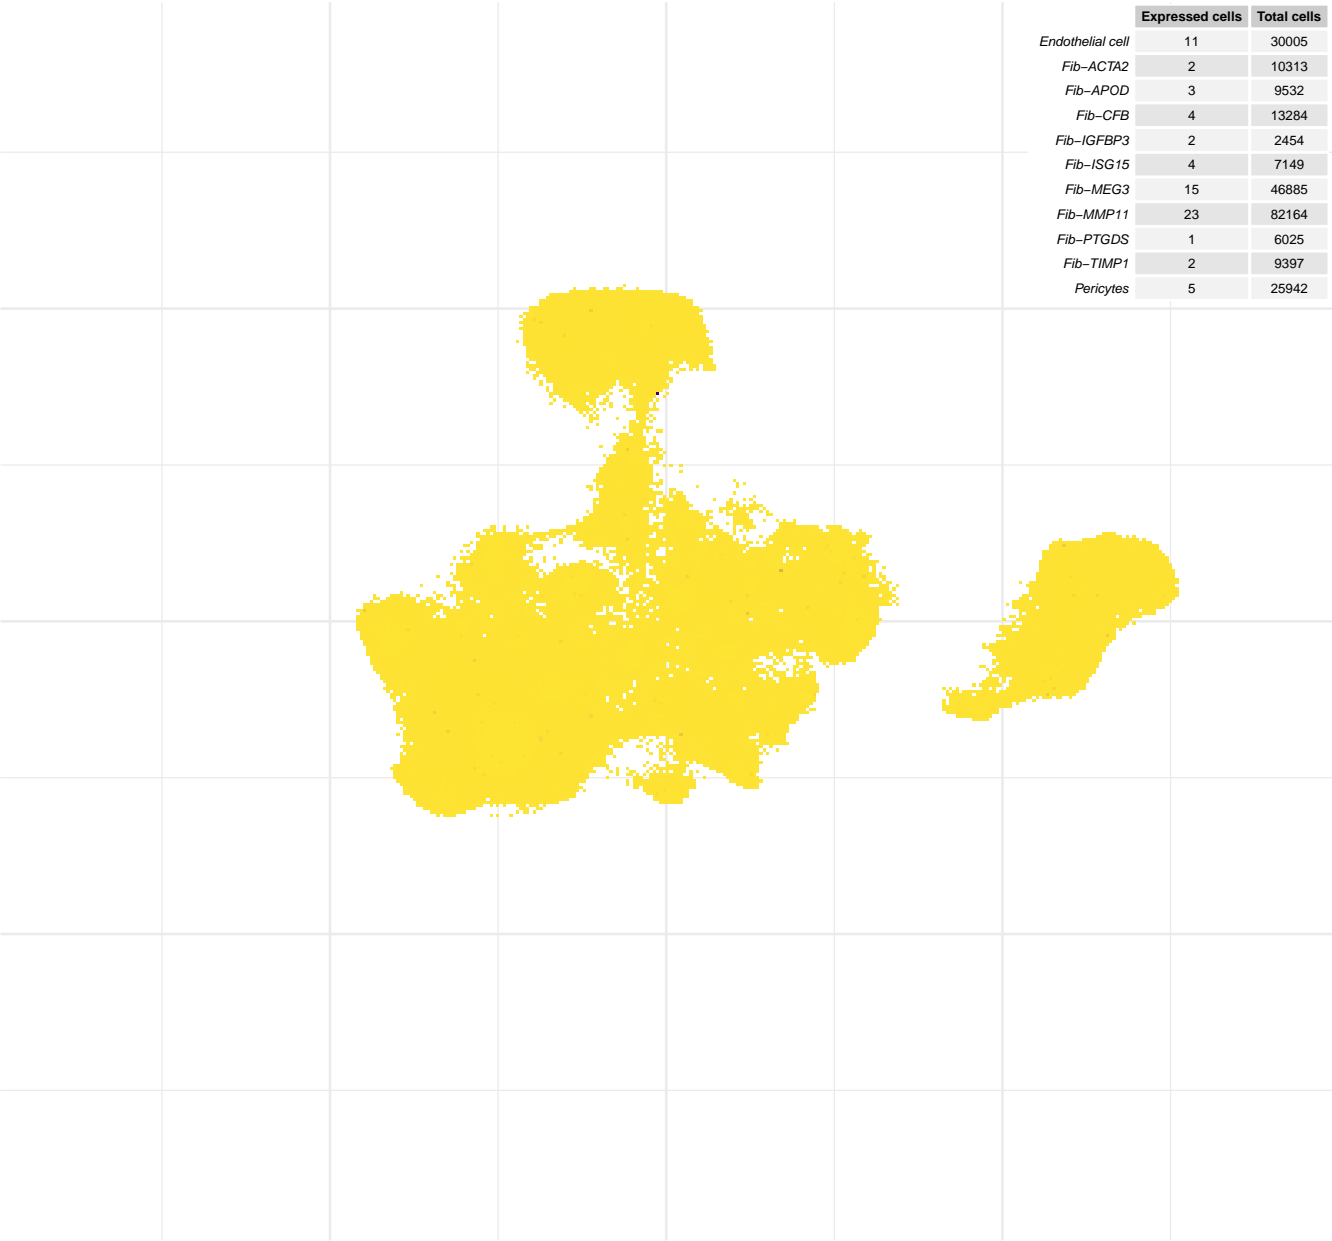 Expressed cells Total cells
Endothelial cell 11 30005
Fib−ACTA2 2 10313
Fib−APOD 3 9532
Fib−CFB 4 13284
Fib−IGFBP3 2 2454
Fib−ISG15 4 7149
Fib−MEG3 15 46885
Fib−MMP11 23 82164
Fib−PTGDS 1 6025
Fib−TIMP1 2 9397
Pericytes 5 25942